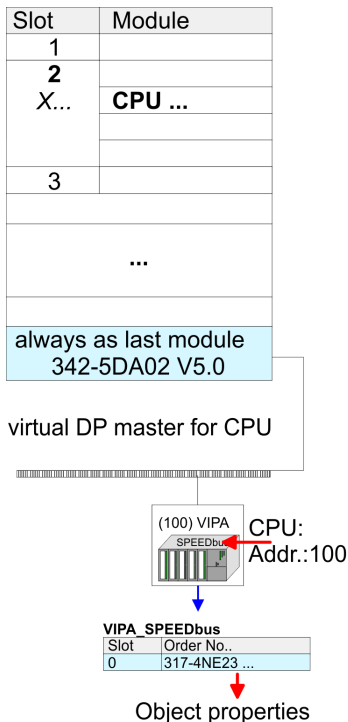 Slot Module
1
2
X... CPU ...
3
...
always as last module
342-5DA02 V5.0
virtual DP master for CPU
(100) VIPA
SPEEDbus
CPU:
Addr.:100
VIPA_SPEEDbus
Slot Order No..
0 317-4NE23 ...
Object properties